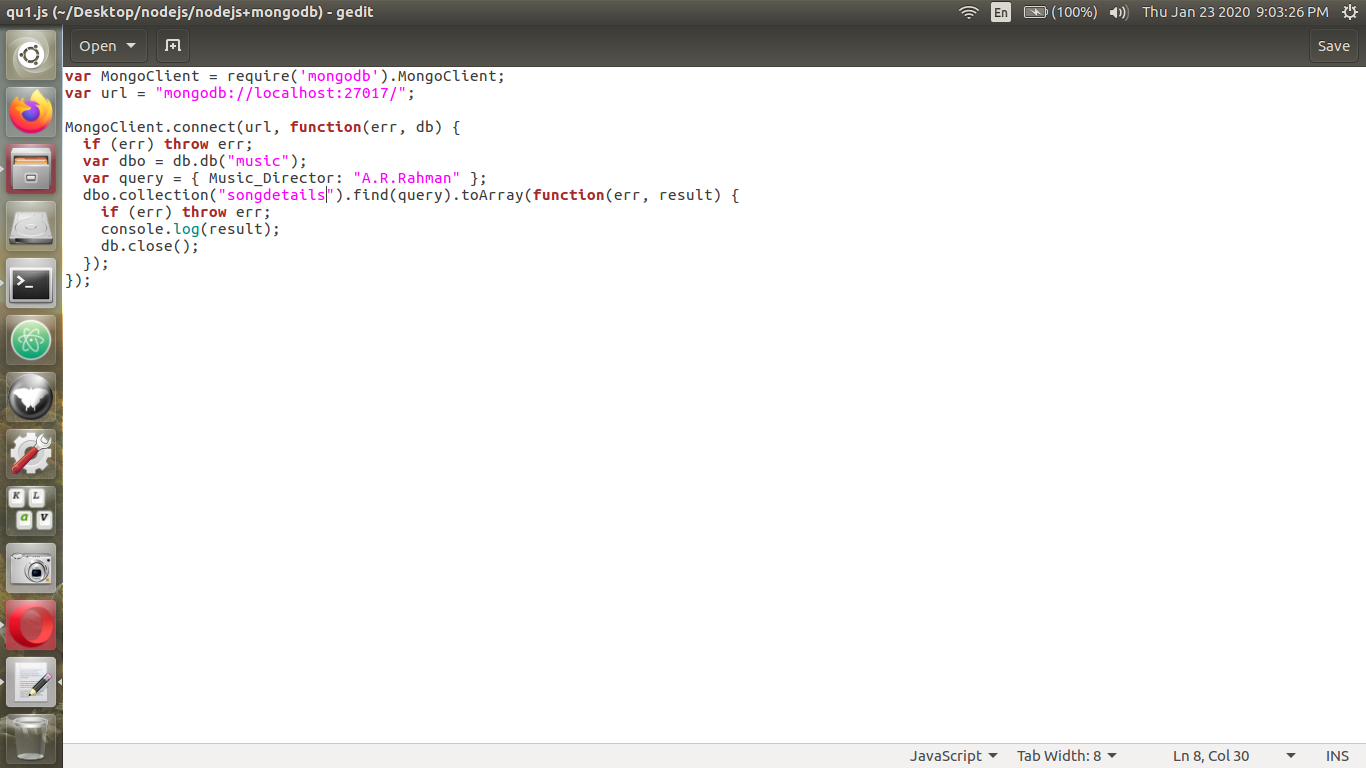 qu1.js (~/Desktop/nodejs/nodejs+mongodb) - gedit
En
(100%)
Thu Jan 23 2020 9:03:26 PM
Open
Save
var MongoClient = require('mongodb').MongoClient;
var url = "mongodb://localhost:27017/";
MongoClient.connect(url, function(err, db) {
  if (err) throw err;
  var dbo = db.db("music");
  var query = { Music_Director: "A.R.Rahman" };
  dbo.collection("songdetails").find(query).toArray(function(err, result) {
    if (err) throw err;
    console.log(result);
    db.close();
  });
});
K L
a v
JavaScript
Tab Width: 8
Ln 8, Col 30
INS